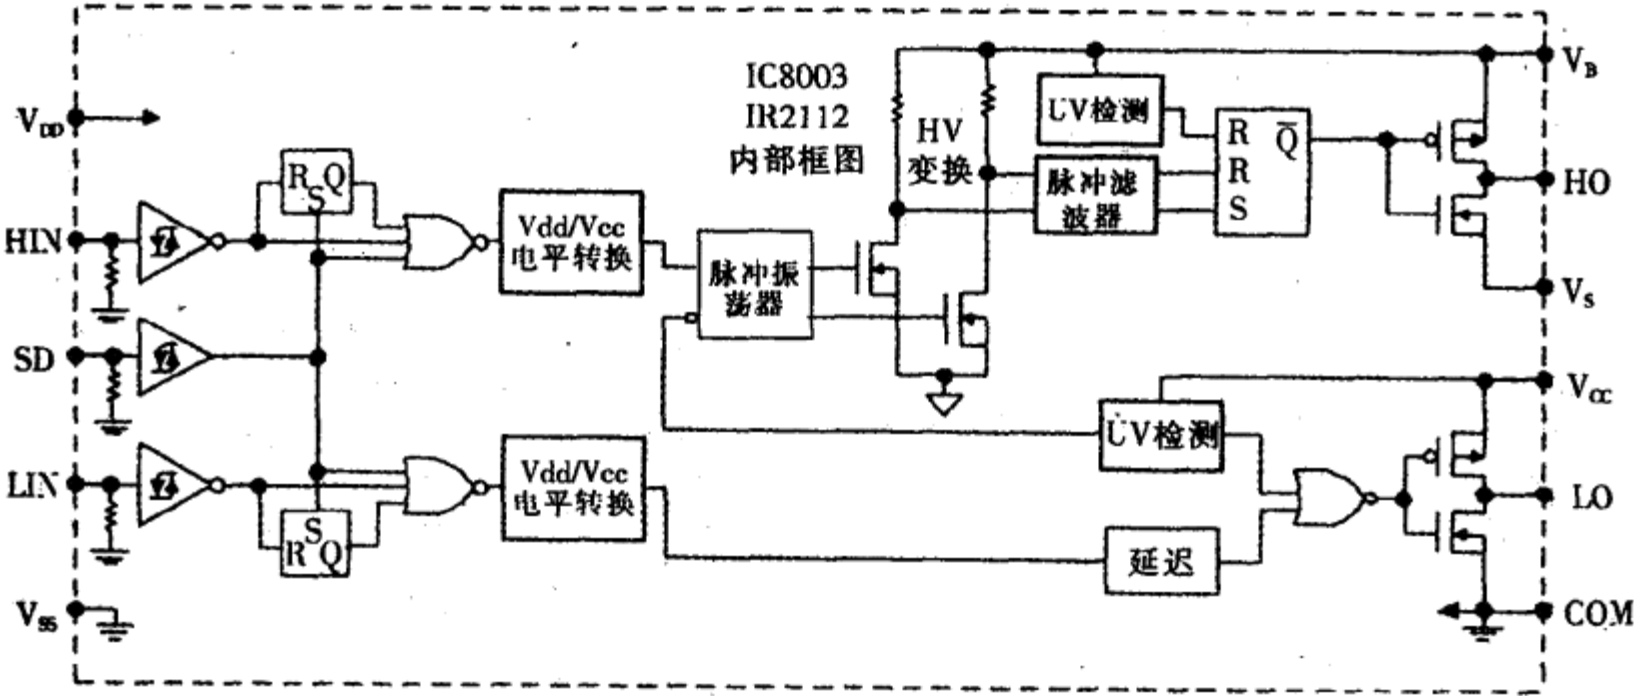 IC8003
IR2112
内部框图
HV
变换
UV检测
R Q̅
R
S
脉冲滤
波器
V_B
V_DD
R S Q
HO
HIN
Vdd/Vcc
电平转换
脉冲振
荡器
V_S
SD
V_CC
UV检测
LIN
Vdd/Vcc
电平转换
LO
R S Q
延迟
V_SS
COM